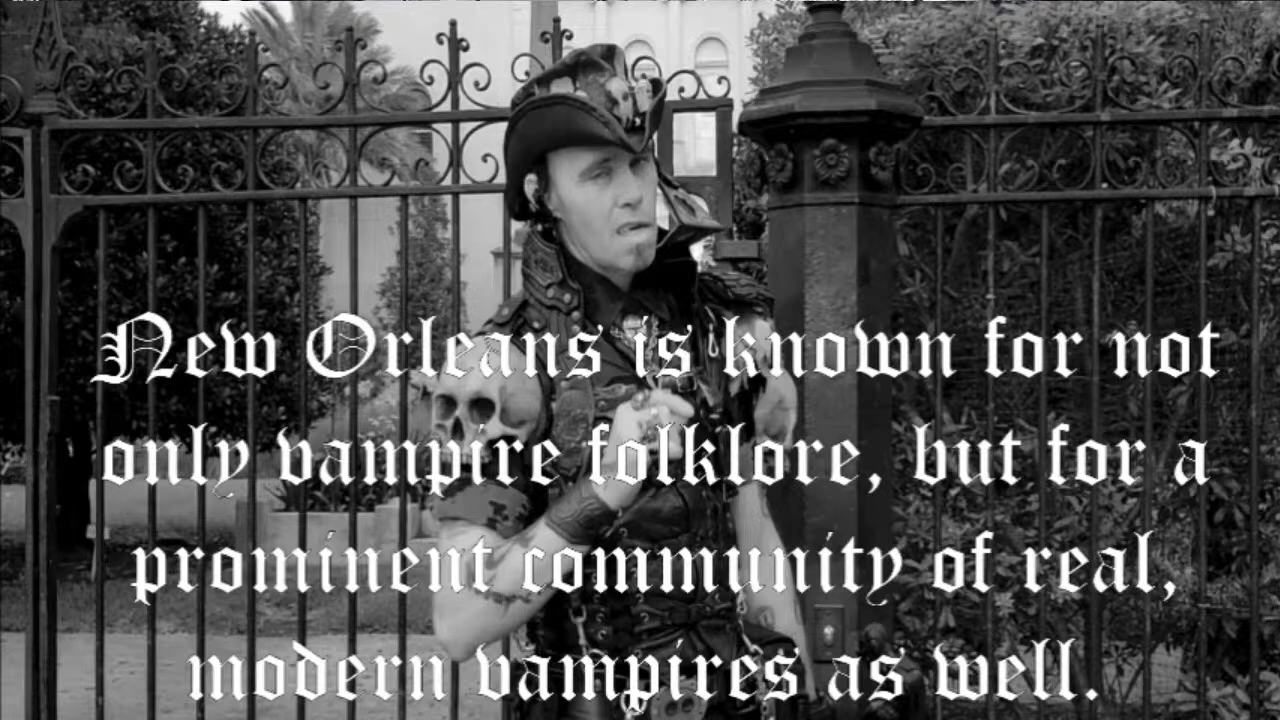 New Orleans is known for not
only vampire folklore, but for a
prominent community of real,
modern vampires as well.